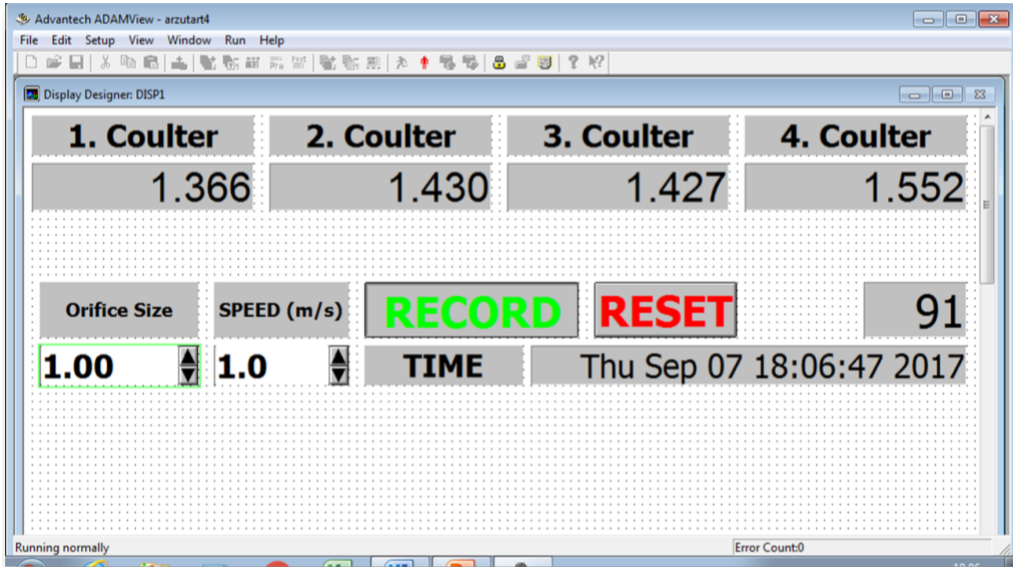 Advantech ADAMView - arzutart4
File Edit Setup View Window Run Help
Display Designer: DISP1
1. Coulter 2. Coulter 3. Coulter 4. Coulter
1.366 1.430 1.427 1.552
Orifice Size SPEED (m/s) RECORD RESET 91
1.00 1.0 TIME Thu Sep 07 18:06:47 2017
Running normally Error Count:0